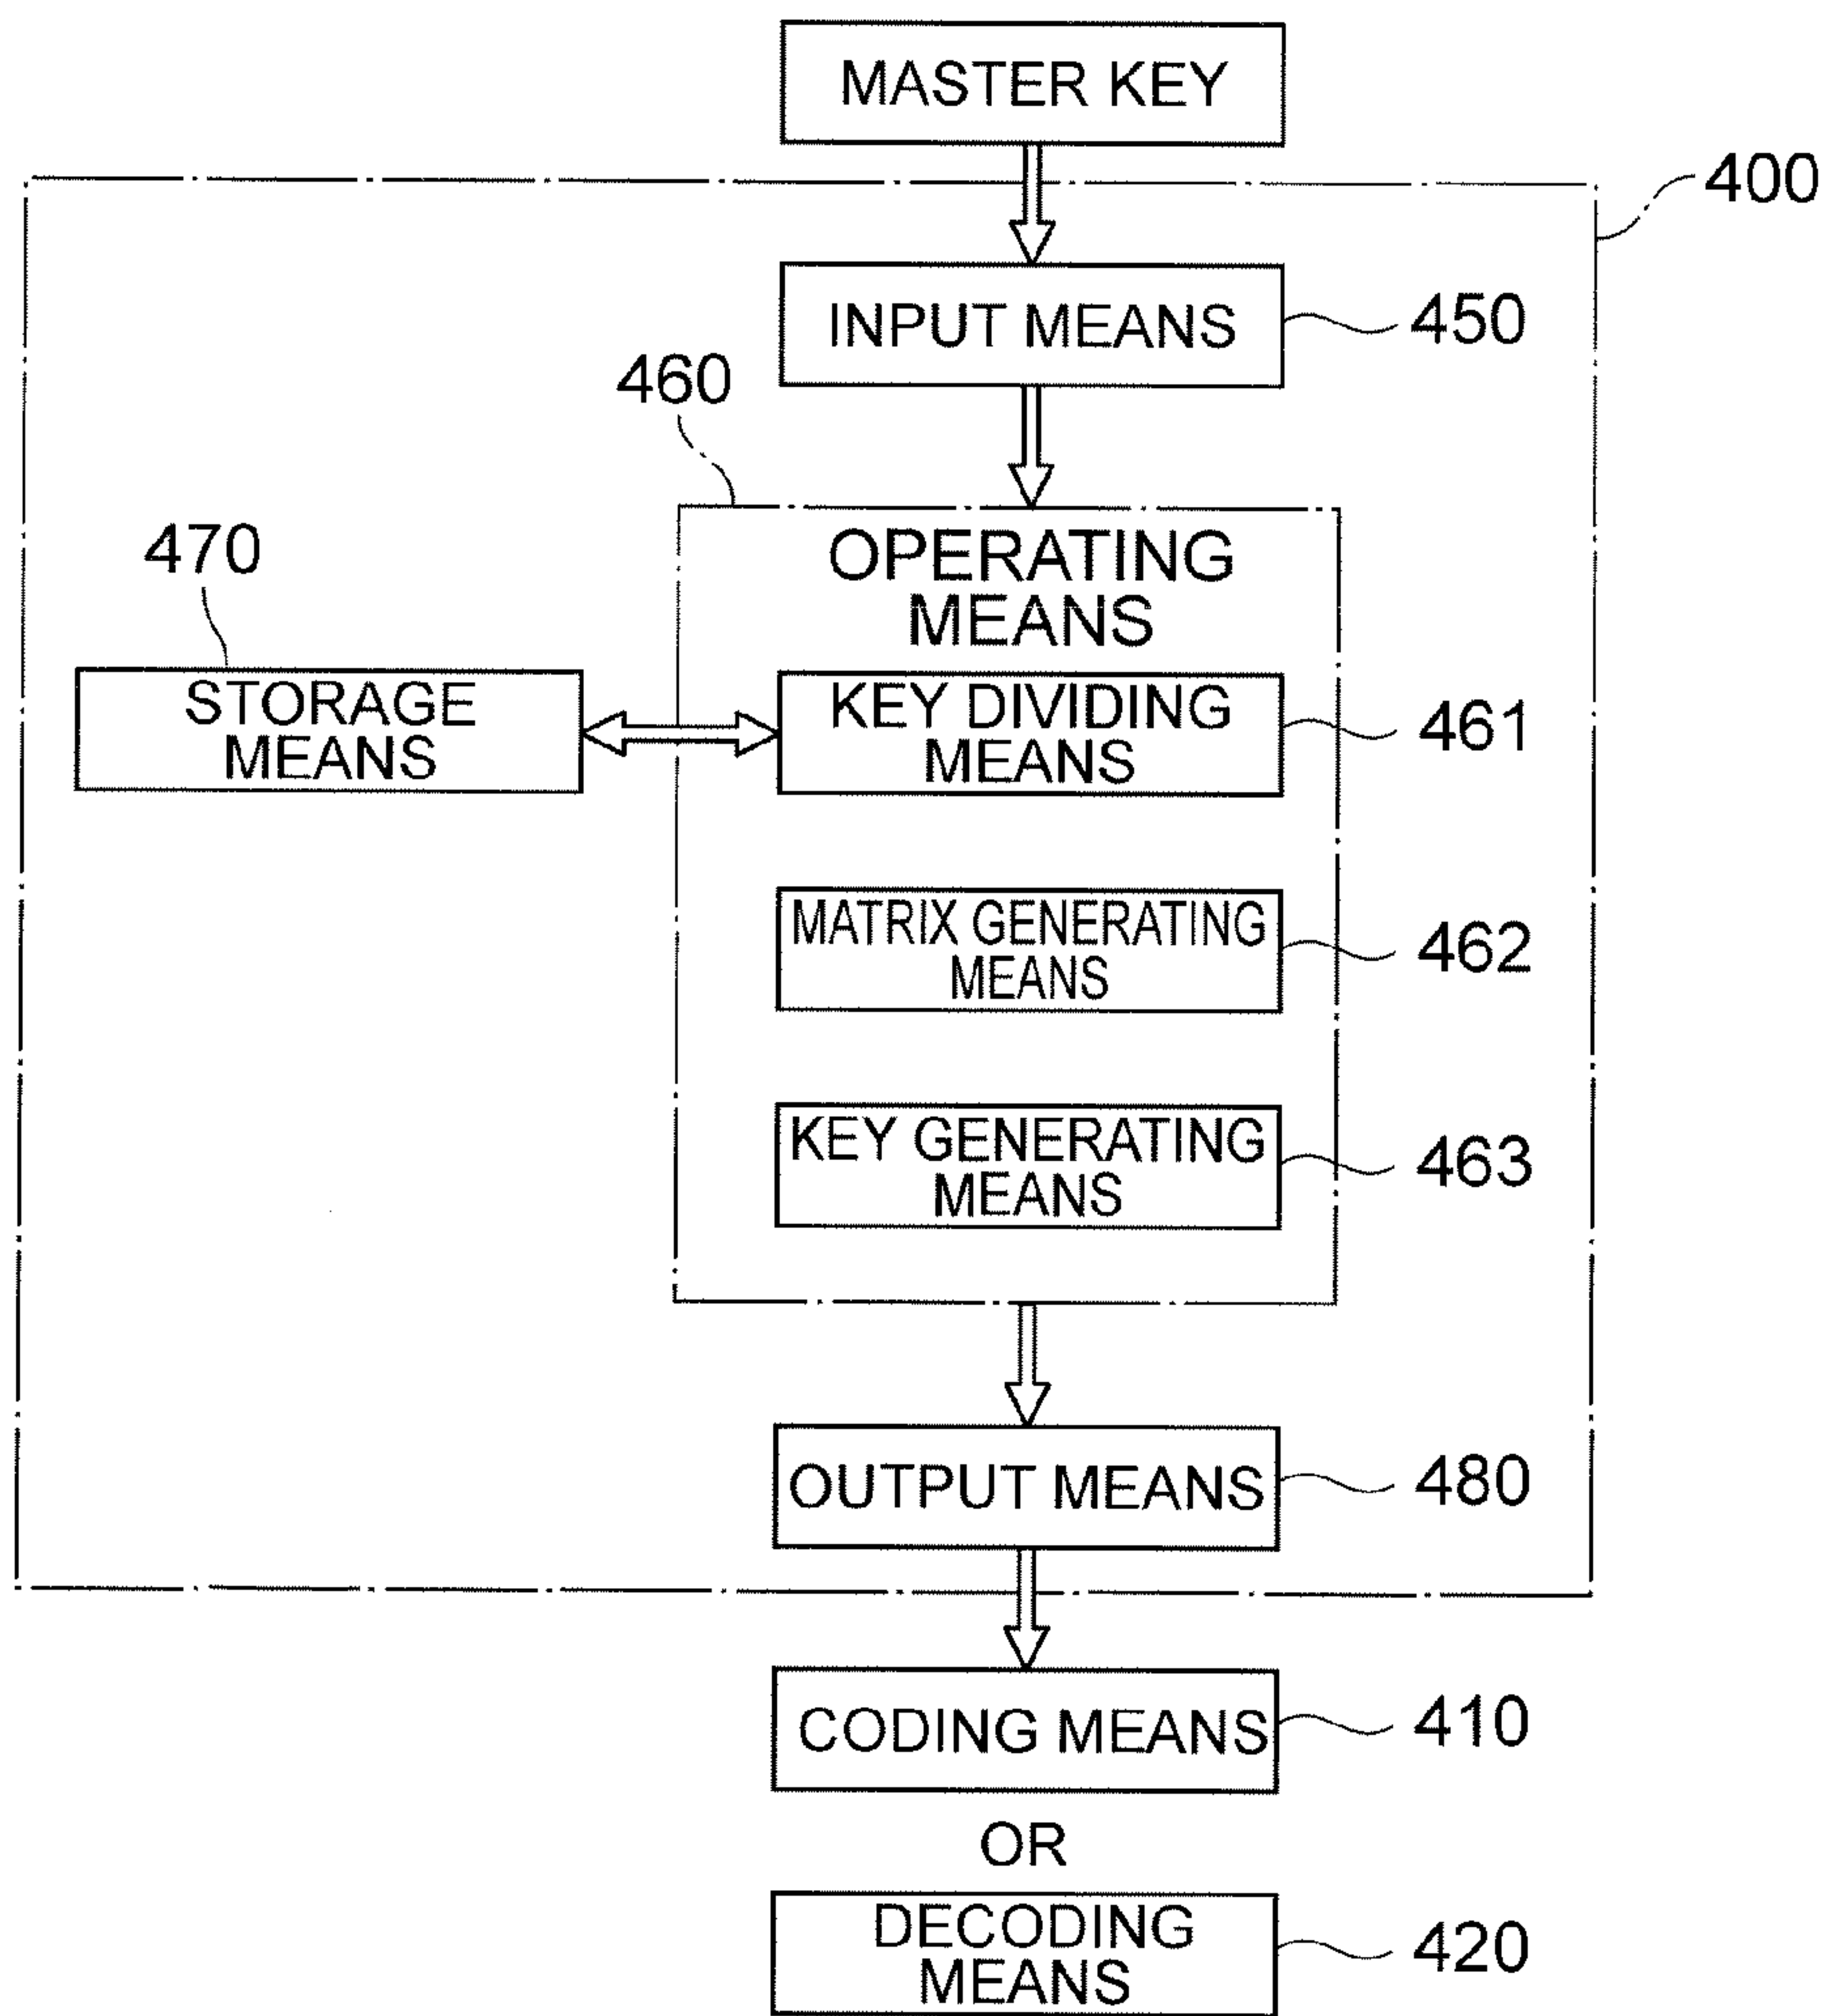 MASTER KEY
400
INPUT MEANS
450
460
OPERATING
MEANS
470
STORAGE
MEANS
KEY DIVIDING
MEANS
461
MATRIX GENERATING
MEANS
462
KEY GENERATING
MEANS
463
OUTPUT MEANS
480
CODING MEANS
410
OR
DECODING
MEANS
420